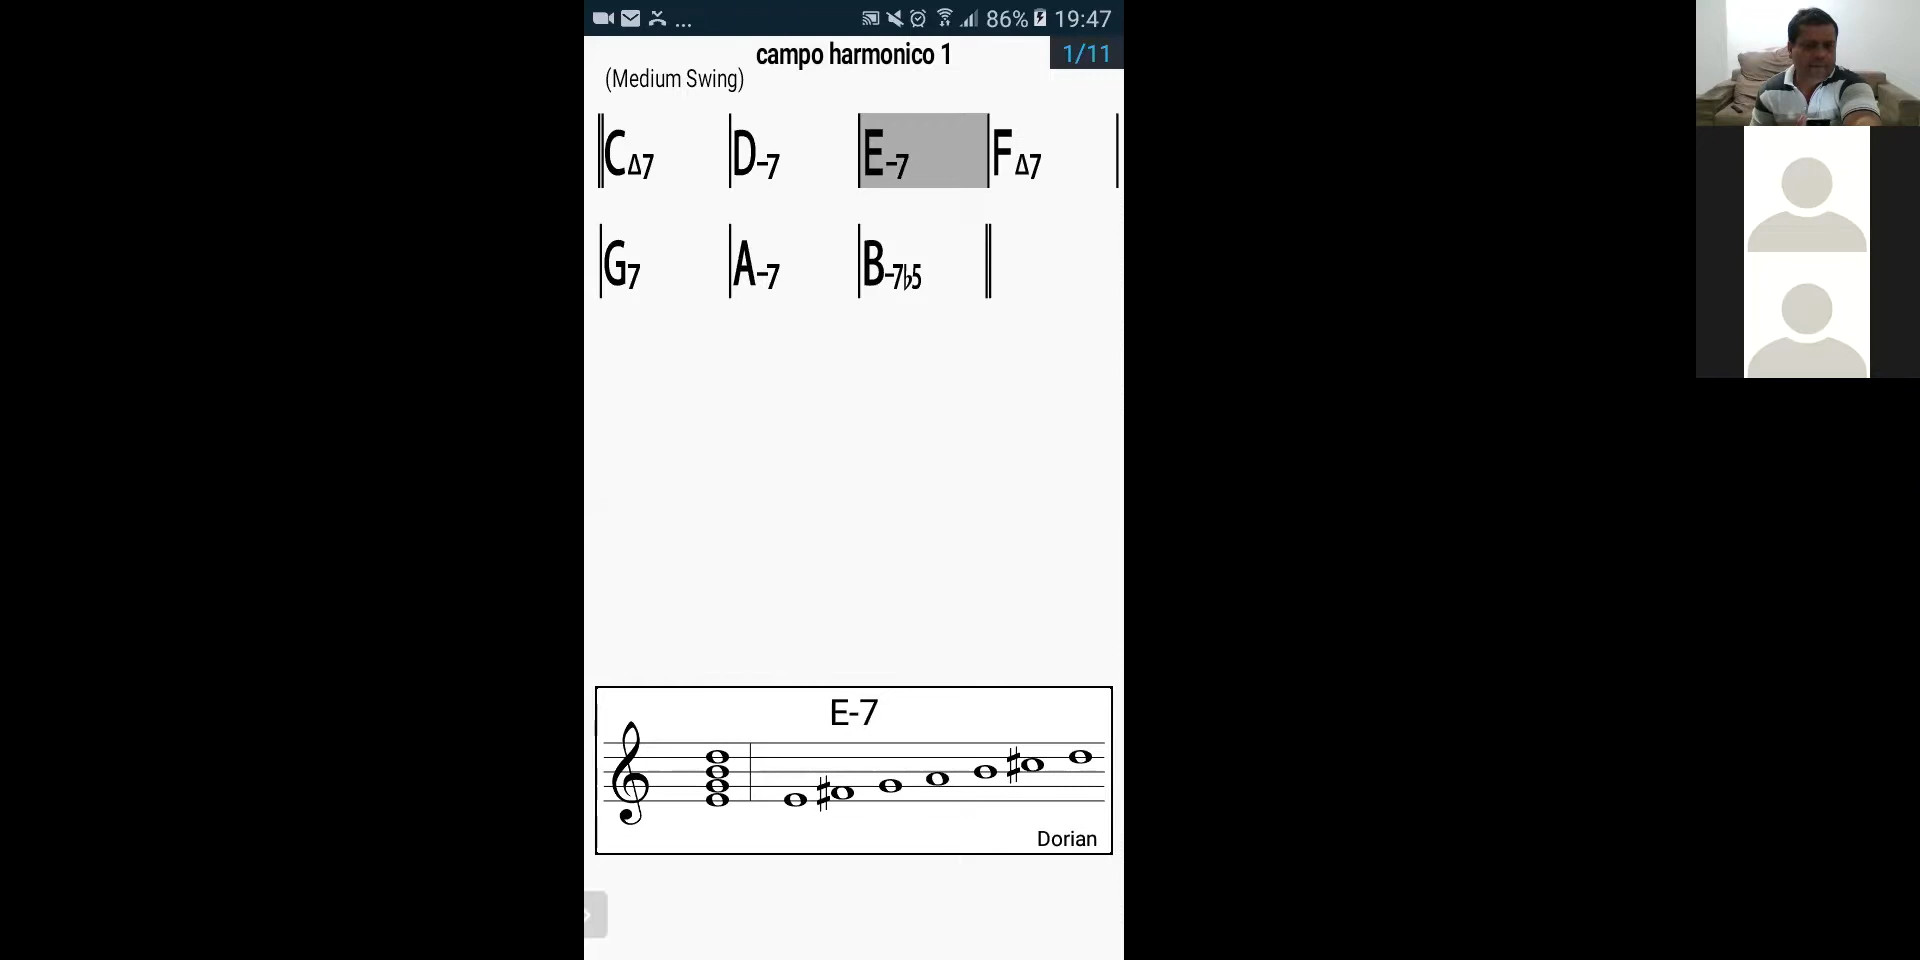 ... 86% 19:47
campo harmonico 1 1/11
(Medium Swing)
CΔ7 D-7 E-7 FΔ7
G7 A-7 B-7♭5
E-7
Dorian